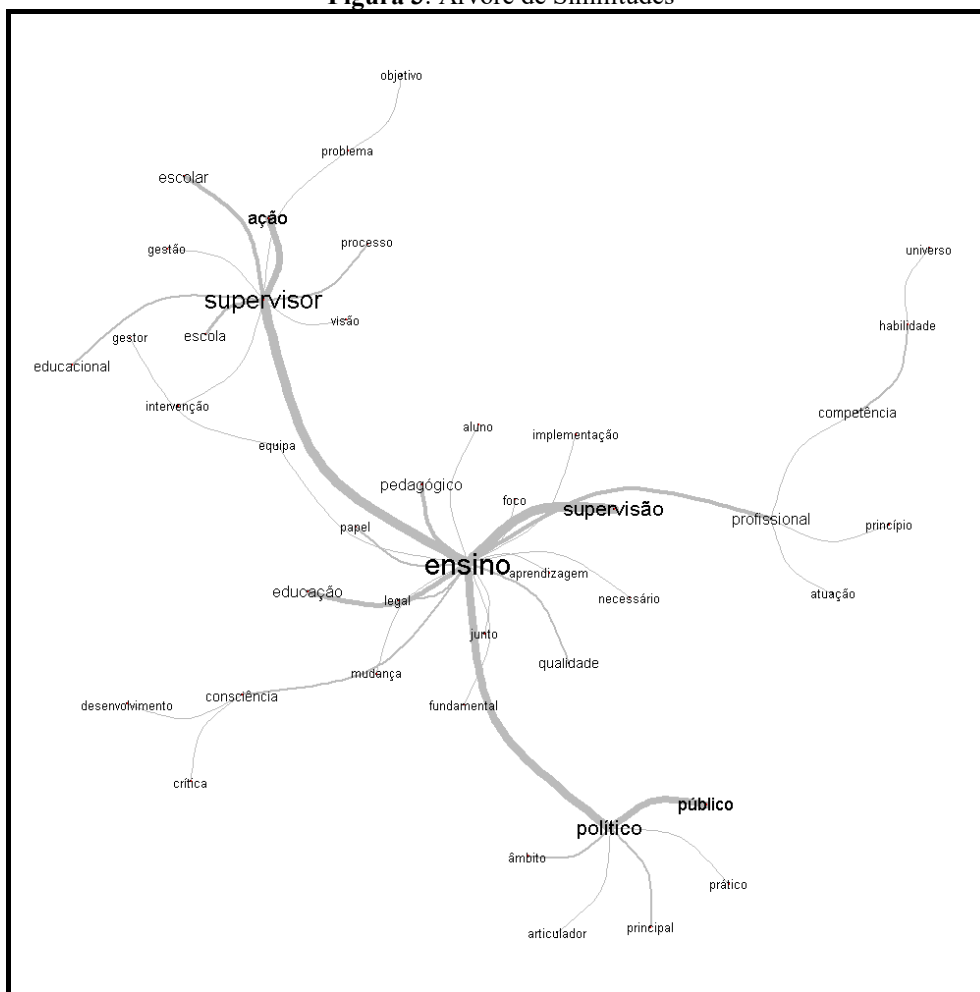 Figura 3: Árvore de Similitudes
objetivo
problema
escolar
ação
processo
gestão
universo
supervisor
visão
habilidade
gestor
escola
educacional
intervenção
competência
aluno
implementação
equipa
pedagógico
foco
supervisão
profissional
papel
princípio
ensino
aprendizagem
educação
legal
necessário
atuação
junto
qualidade
mudança
consciência
desenvolvimento
fundamental
crítica
público
político
âmbito
prático
articulador
principal